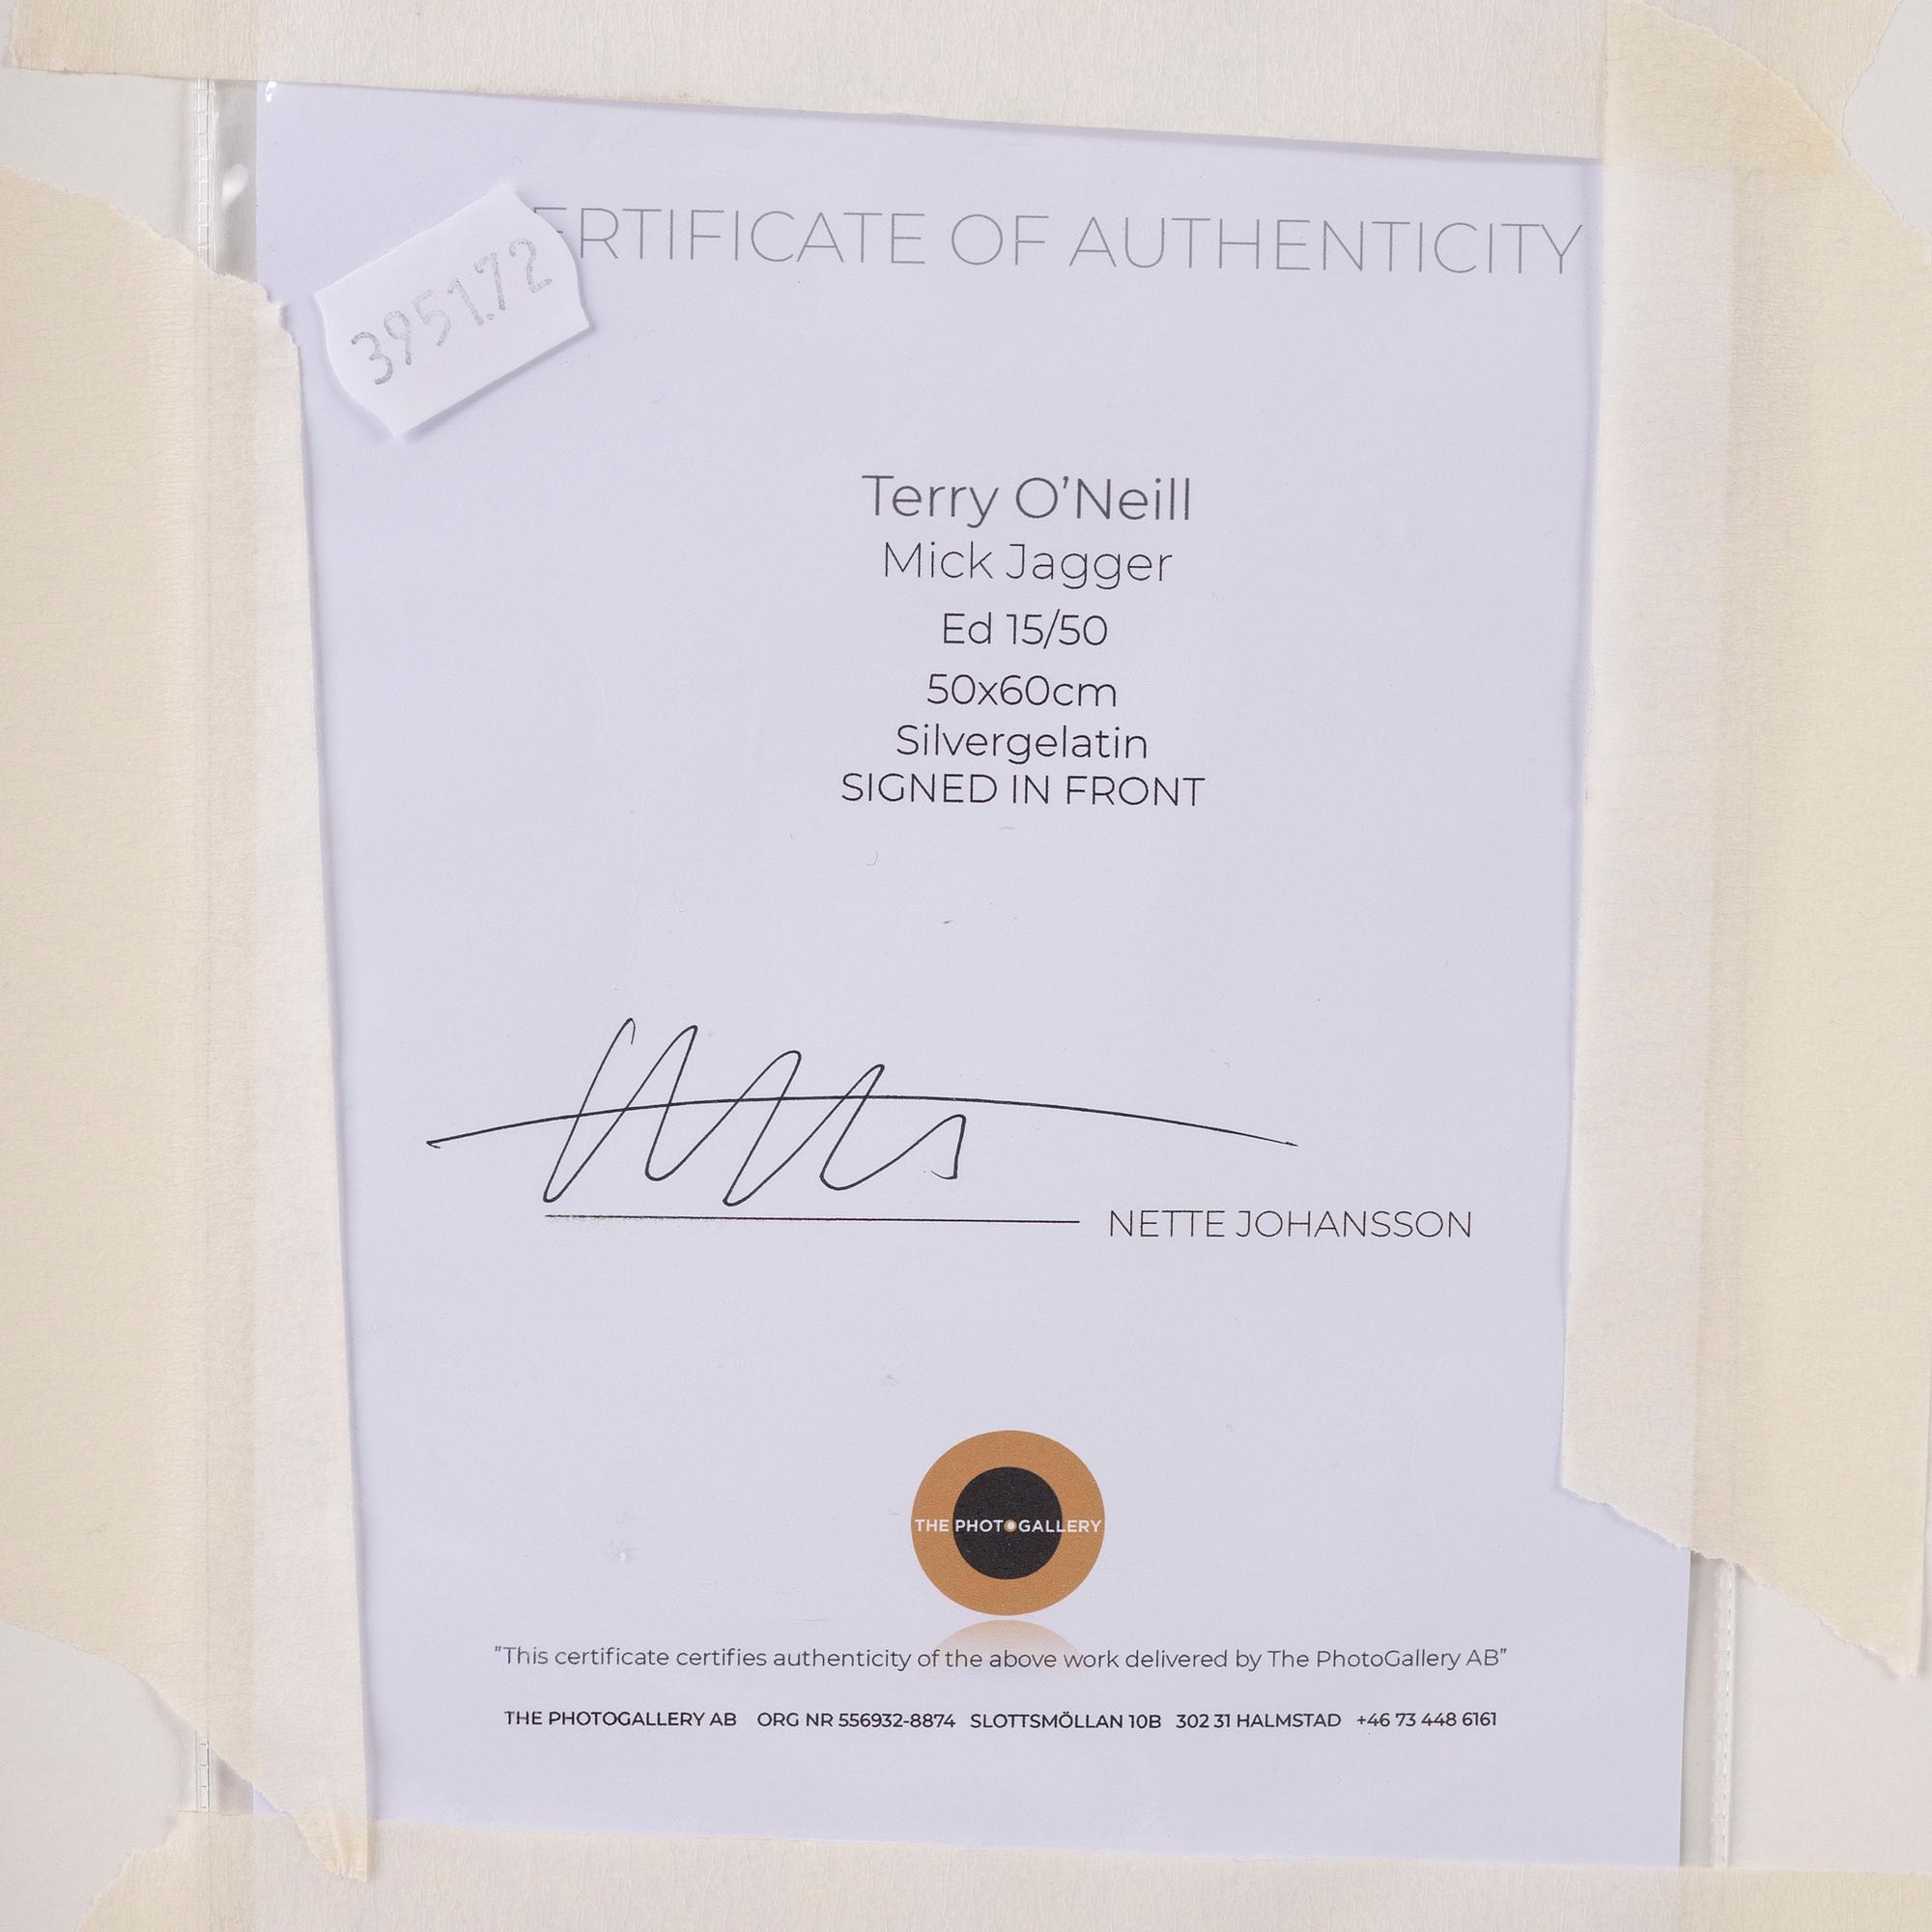 ERTIFICATE OF AUTHENTICITY
395172
Terry O’Neill
Mick Jagger
Ed 15/50
50x60cm
Silvergelatin
SIGNED IN FRONT
NETTE JOHANSSON
THE PHOTOGALLERY
"This certificate certifies authenticity of the above work delivered by The PhotoGallery AB"
THE PHOTOGALLERY AB ORG NR 556932-8874 SLOTTSMÖLLAN 10B 302 31 HALMSTAD +46 73 448 6161